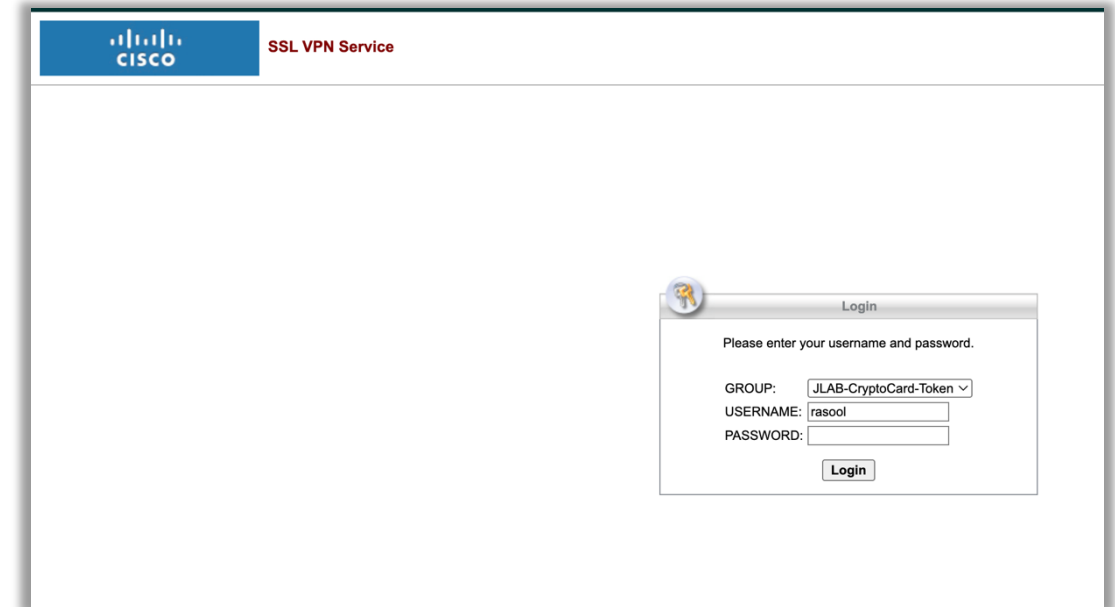 CISCO
SSL VPN Service
Login
Please enter your username and password.
GROUP: JLAB-CryptoCard-Token
USERNAME: rasool
PASSWORD:
Login